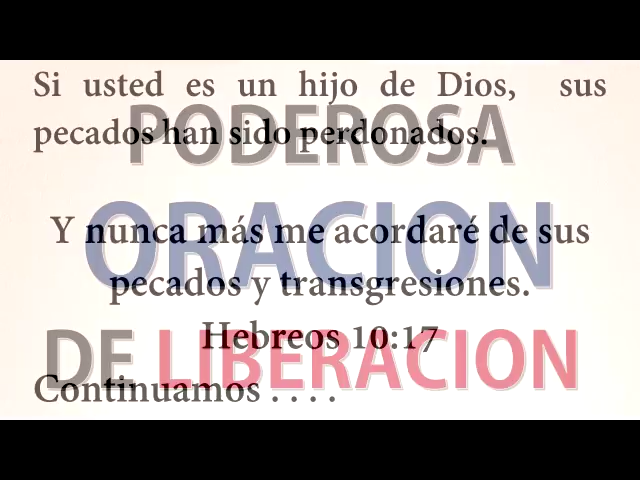 Si usted es un hijo de Dios, sus
PODEROSA
pecados han sido perdonados.
ORACION
Y nunca más me acordaré de sus
pecados y transgresiones.
Hebreos 10:17
DE LIBERACION
Continuamos . . . .